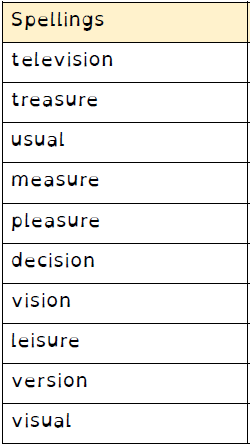 Spellings
television
treasure
usual
measure
pleasure
decision
vision
leisure
version
visual